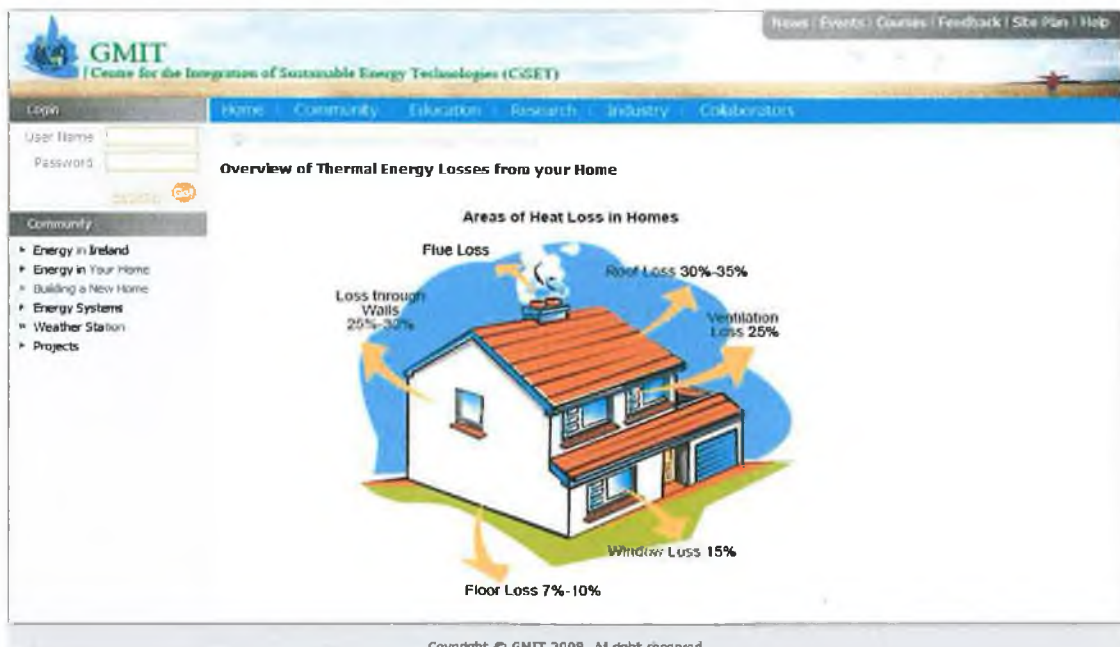 News | Events | Courses | Feedback | Site Plan | Help
GMIT
Centre for the Integration of Sustainable Energy Technologies (CiSET)
Login
Home Community Education Research Industry Collaborators
User Name
Password
Go!
Overview of Thermal Energy Losses from your Home
Community
Energy in Ireland
Energy in Your Home
Building a New Home
Energy Systems
Weather Station
Projects
Areas of Heat Loss in Homes
Flue Loss
Roof Loss 30%-35%
Loss through
Walls
25%-30%
Ventilation
Loss 25%
Window Loss 15%
Floor Loss 7%-10%
Copyright © GMIT 2008. All right reserved